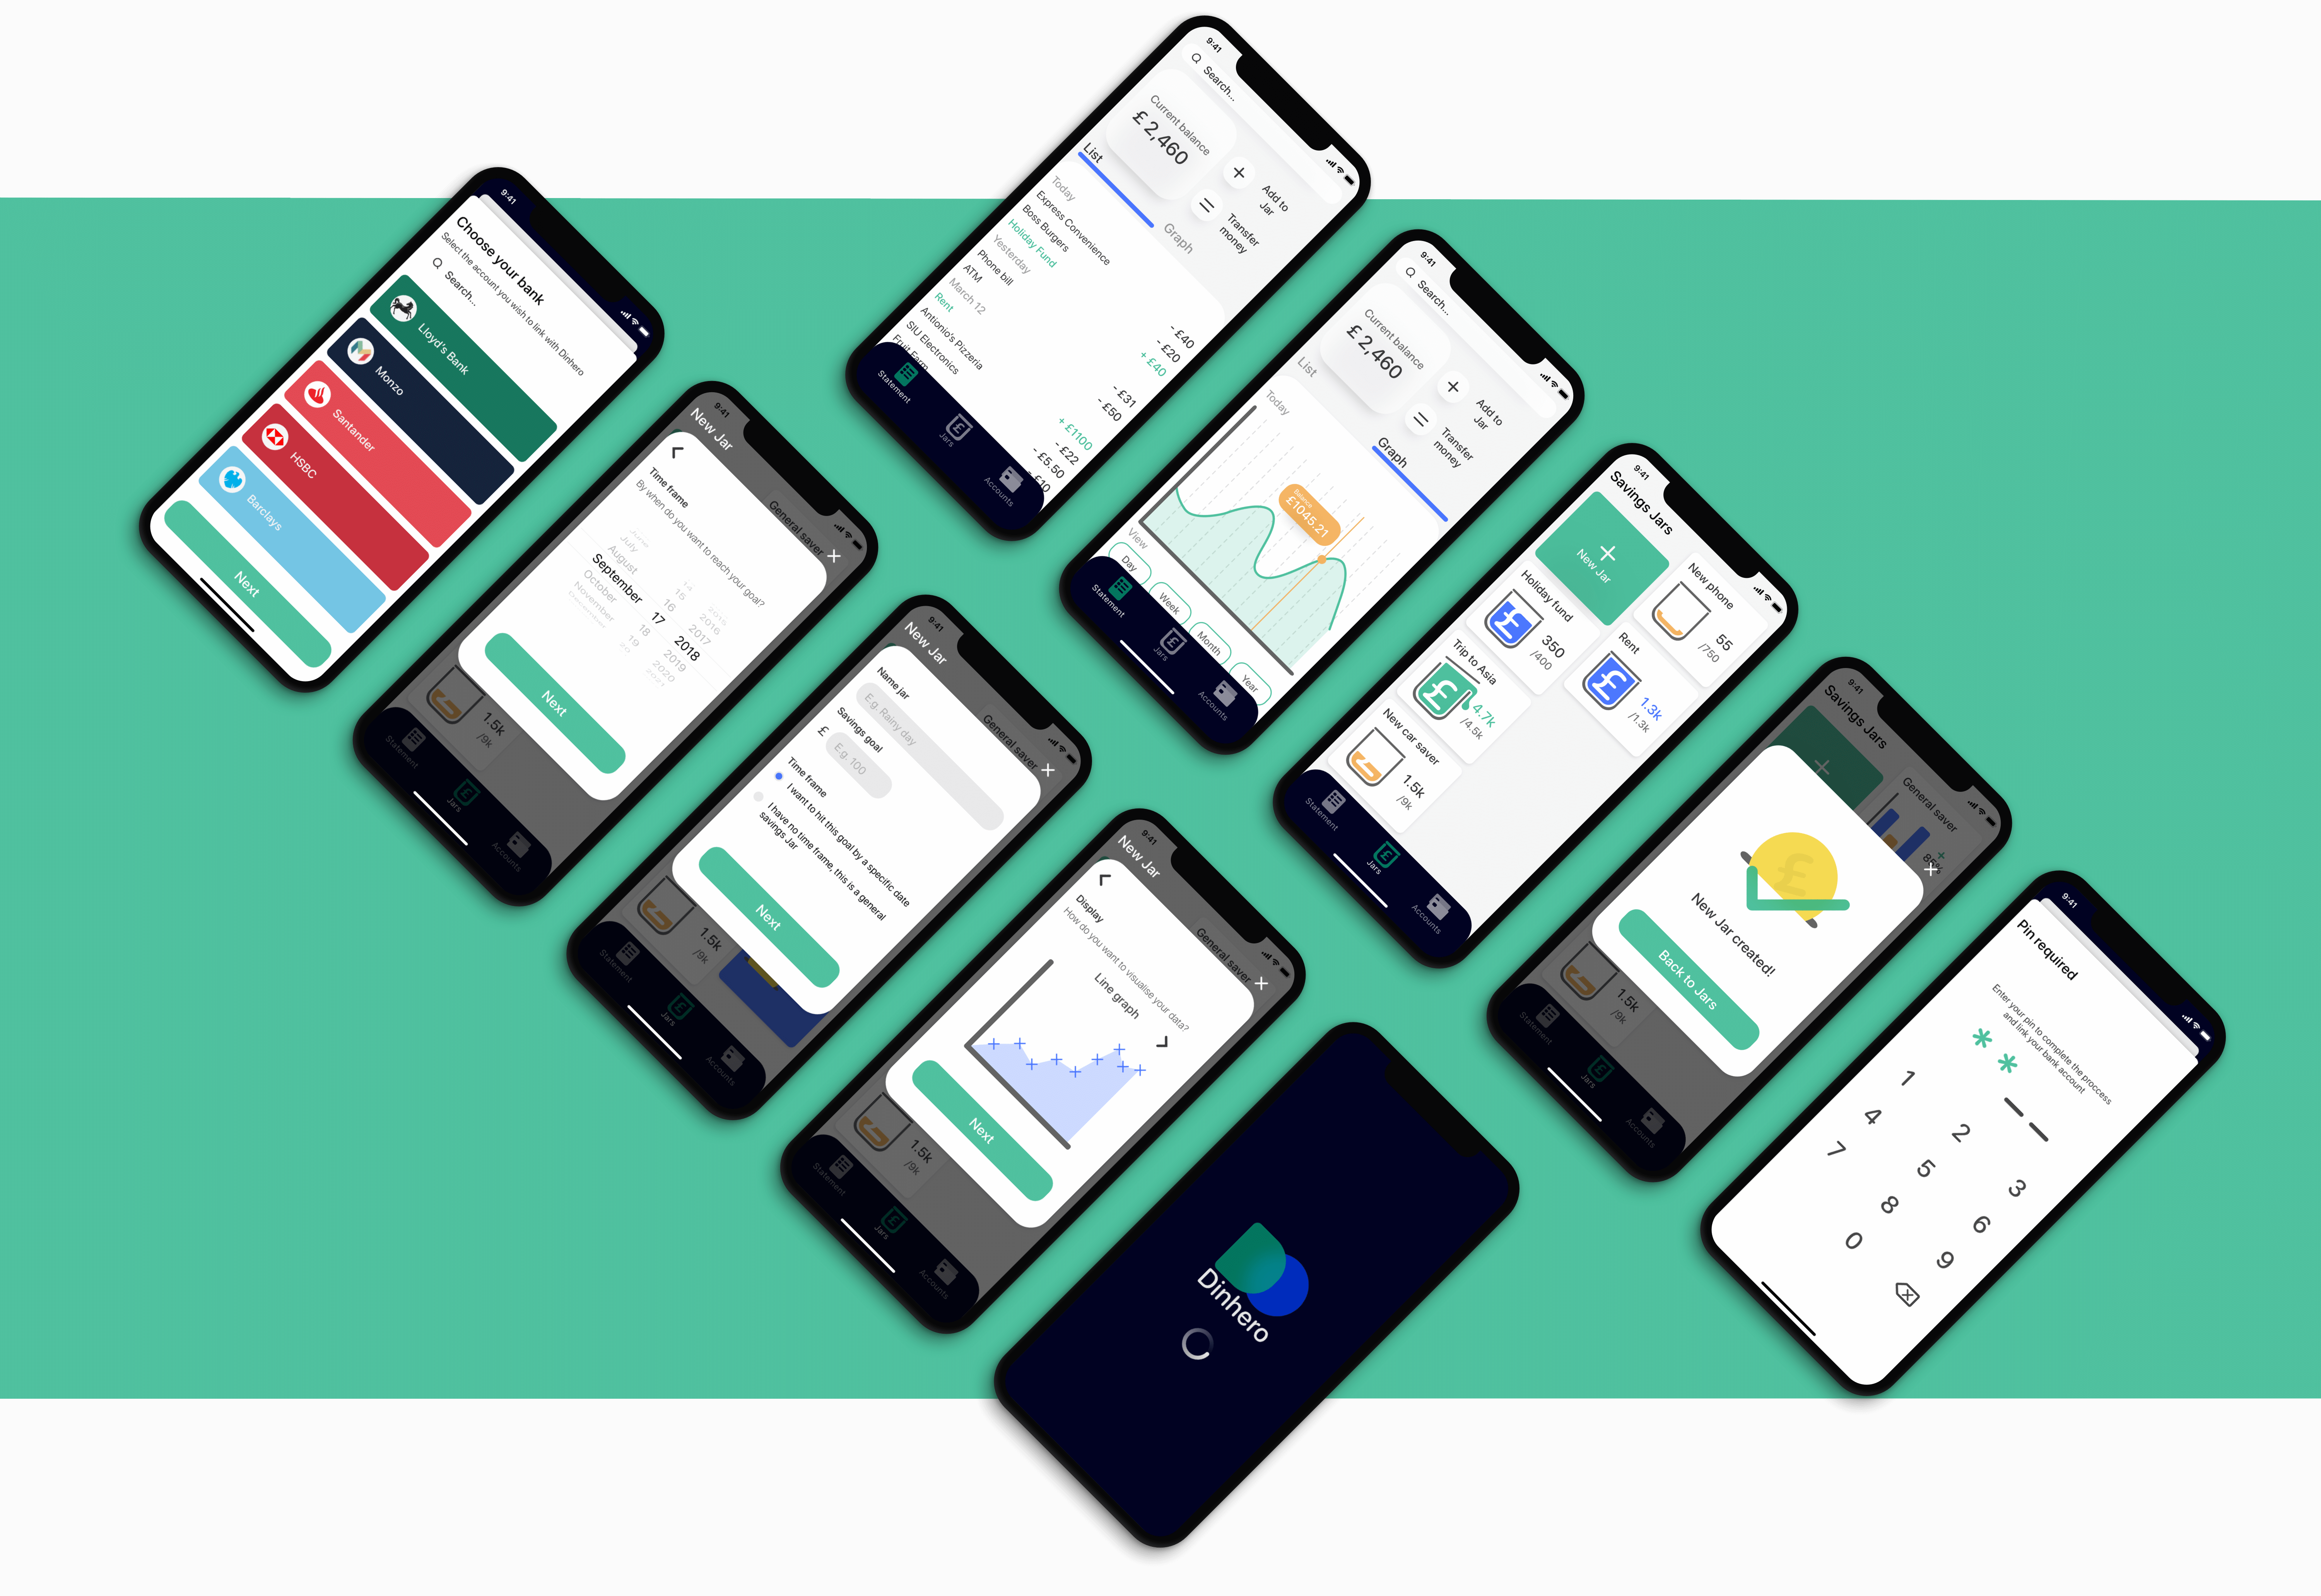 9:41
Choose your bank
Select the account you wish to link with Dinhero
Search...
Lloyd's Bank
Monzo
Santander
HSBC
Barclays
Next
9:41
New Jar
General saver
Time frame
By when do you want to reach your goal?
June
July
August 14
September 15 2015
October 16 2016
November 17 2017
18 2018
19 2019
20 2020
2021
Next
1.5k
/9k
Statement
Jars
Accounts
9:41
New Jar
General saver
Name jar
E.g. Rainy day
Savings goal
£ E.g. 100
Time frame
I want to hit this goal by a specific date
I have no time frame, this is a general
savings Jar
Next
1.5k
/9k
Statement
Jars
Accounts
9:41
New Jar
General saver
Display
How do you want to visualise your data?
Line graph
Next
1.5k
/9k
Statement
£
Jars
Accounts
Dinhero
9:41
Search...
Current balance
£ 2,460
Add to
Jar
Transfer
money
List
Graph
Today
Express Convenience - £40
Boss Burgers - £20
Holiday Fund + £40
Yesterday
Phone bill - £31
ATM - £50
March 12
Rent + £1100
Antionio's Pizzeria - £22
SIU Electronics - £5.50
Fruit Farm £10
Statement
£
Jars
Accounts
9:41
Search...
Current balance
£ 2,460
Add to
Jar
Transfer
money
List
Graph
Today
Balance
£1045.21
View
Day
Week
Month
Year
Statement
£
Jars
Accounts
9:41
Savings Jars
New Jar
New phone
55
/750
Holiday fund
£
350
/400
Rent
£
1.3k
/1.3k
Trip to Asia
£
4.7k
/4.5k
New car saver
1.5k
/9k
Statement
£
Jars
Accounts
9:41
Savings Jars
General saver
85%
£
New Jar created!
Back to Jars
1.5k
/9k
Statement
£
Jars
Accounts
9:41
Pin required
Enter your pin to complete the proccess
and link your bank account
* * _ _
1 2 3
4 5 6
7 8 9
0